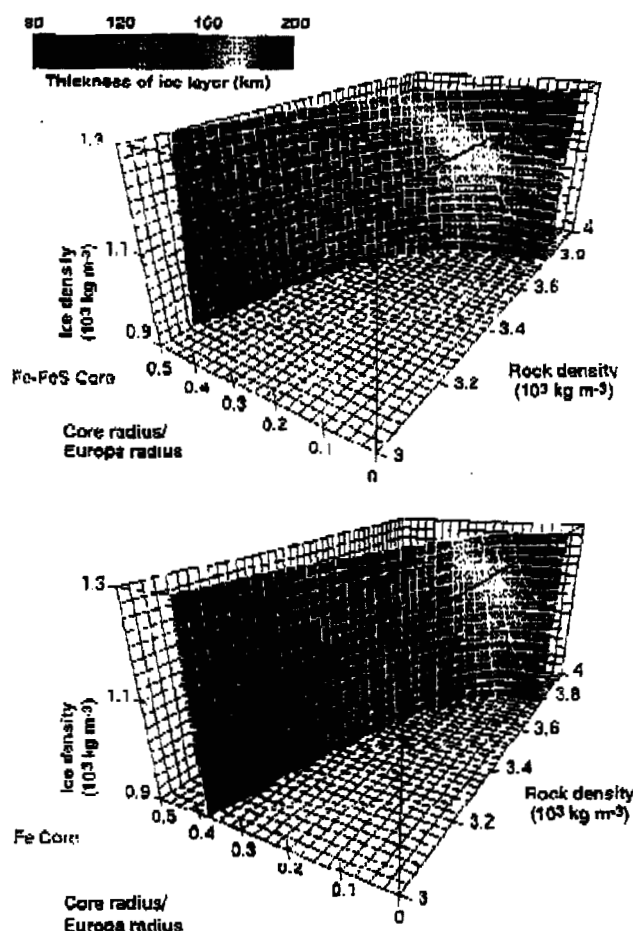 80 120 160 200
Thickness of ice layer (km)
1.3
1.1
0.9
Ice density
(10³ kg m-³)
Fe-FeS Core
0.5
0.4
0.3
0.2
0.1
0
Core radius/
Europa radius
4
3.8
3.6
3.4
3.2
3
Rock density
(10³ kg m-³)
1.3
1.1
0.9
Ice density
(10³ kg m-³)
Fe Core
0.5
0.4
0.3
0.2
0.1
0
Core radius/
Europa radius
4
3.8
3.6
3.4
3.2
3
Rock density
(10³ kg m-³)